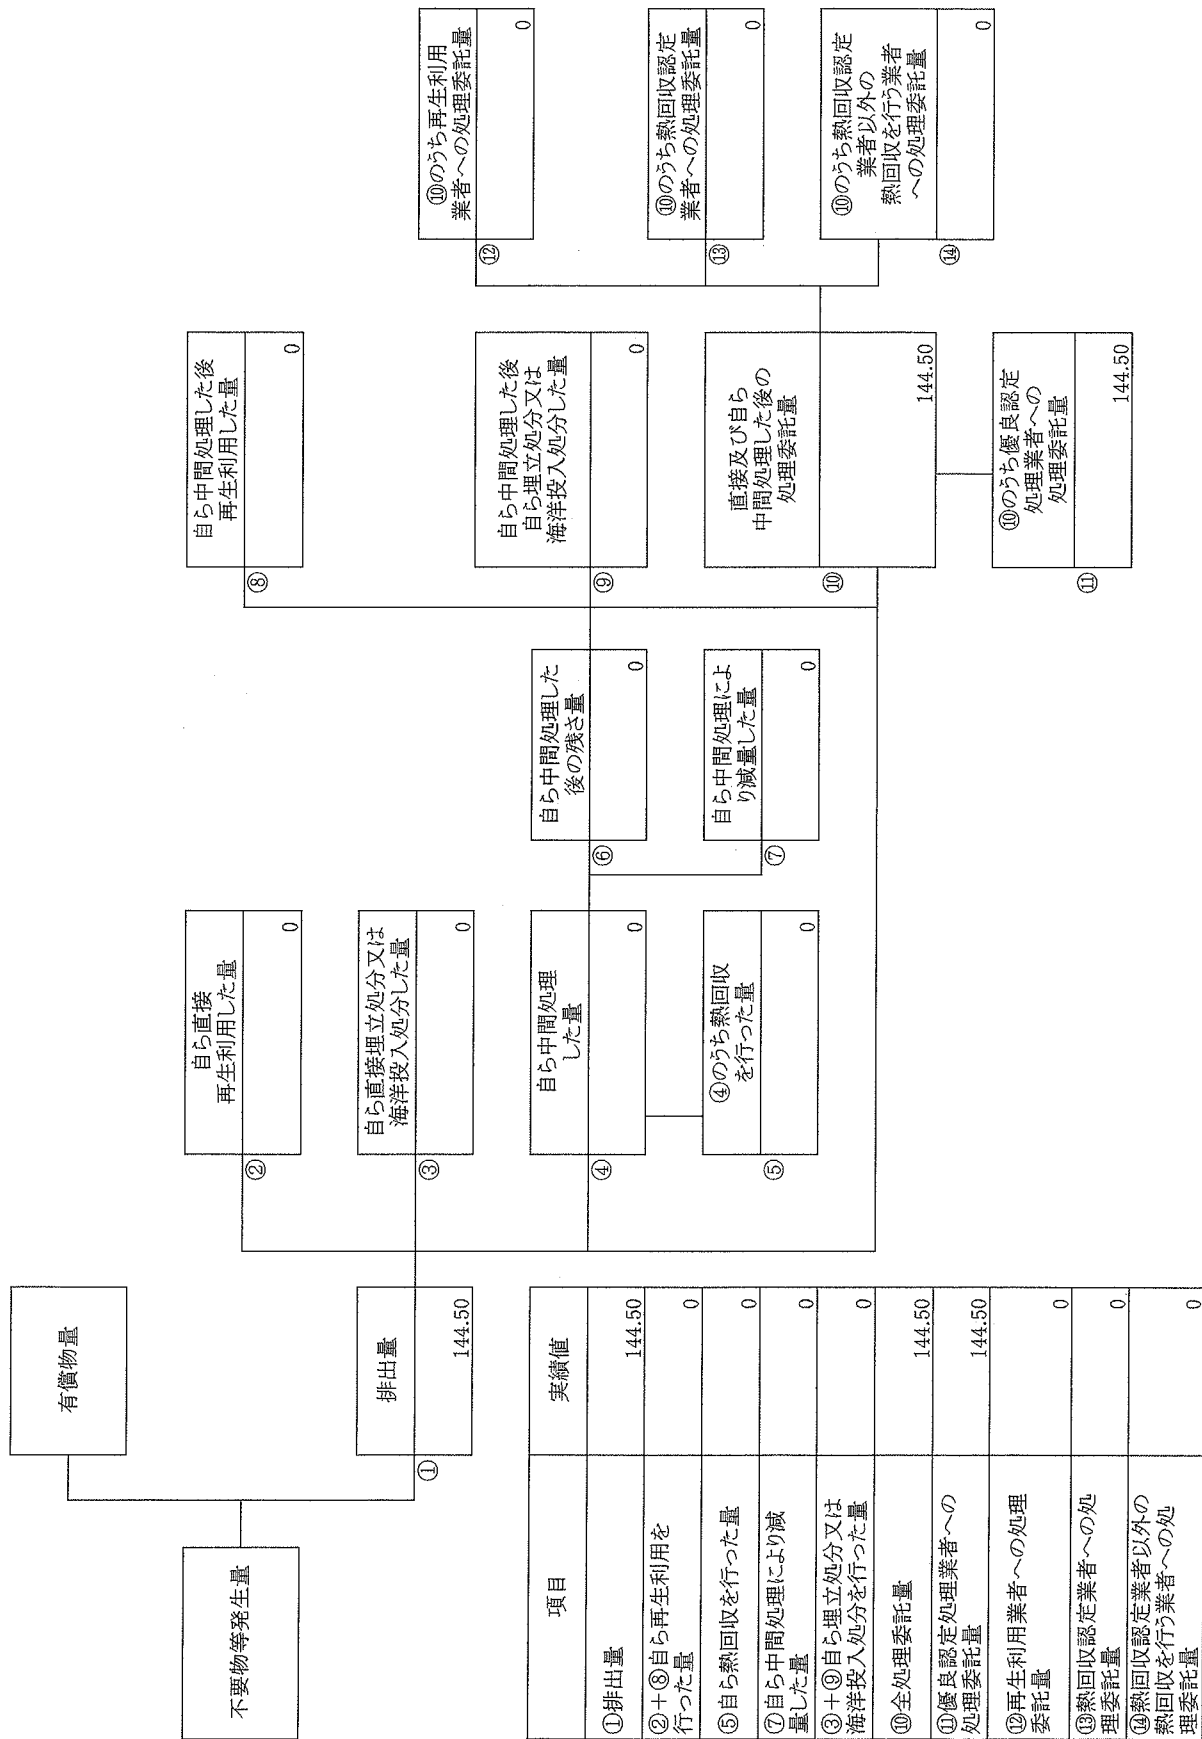 不要物等発生量
有償物量
排出量
①
144.50
自ら直接
再生利用した量
②
0
自ら直接埋立処分又は
海洋投入処分した量
③
0
自ら中間処理
した量
④
0
④のうち熱回収
を行った量
⑤
0
自ら中間処理した
後の残さ量
⑥
0
自ら中間処理によ
り減量した量
⑦
0
自ら中間処理した後
再生利用した量
⑧
0
自ら中間処理した後
自ら埋立処分又は
海洋投入処分した量
⑨
0
直接及び自ら
中間処理した後の
処理委託量
⑩
144.50
⑩のうち優良認定
処理業者への
処理委託量
⑪
144.50
⑩のうち再生利用
業者への処理委託量
⑫
0
⑩のうち熱回収認定
業者への処理委託量
⑬
0
⑩のうち熱回収認定
業者以外の
熱回収を行う業者
への処理委託量
⑭
0
項目 実績値
①排出量 144.50
②+⑧自ら再生利用を
行った量 0
⑤自ら熱回収を行った量 0
⑦自ら中間処理により減
量した量 0
③+⑨自ら埋立処分又は
海洋投入処分を行った量 0
⑩全処理委託量 144.50
⑪優良認定処理業者への
処理委託量 144.50
⑫再生利用業者への処理
委託量 0
⑬熱回収認定業者への処
理委託量 0
⑭熱回収認定業者以外の
熱回収を行う業者への処
理委託量 0